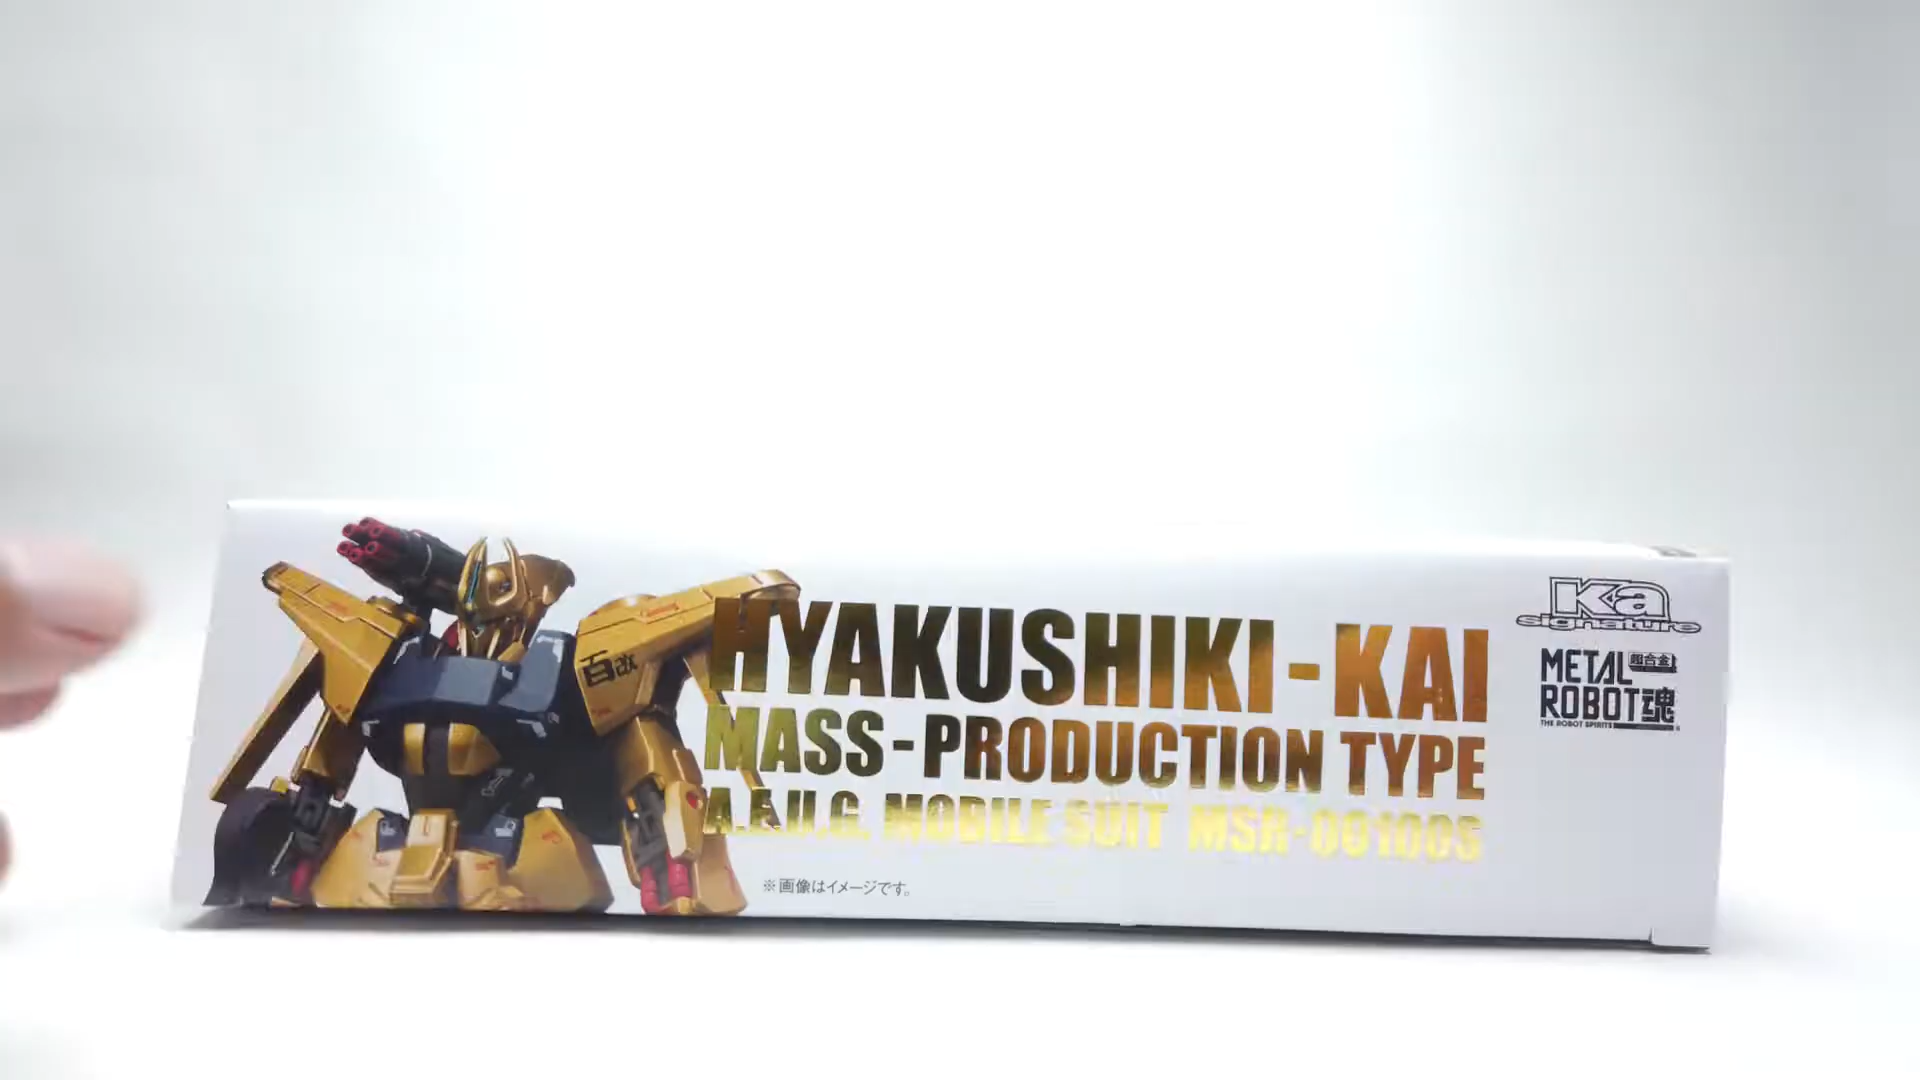 百改
HYAKUSHIKI-KAI
MASS-PRODUCTION TYPE
A.E.U.G. MOBILE SUIT MSR-00100S
※画像はイメージです。
Ka
signature
METAL 超合金
ROBOT魂
THE ROBOT SPIRITS